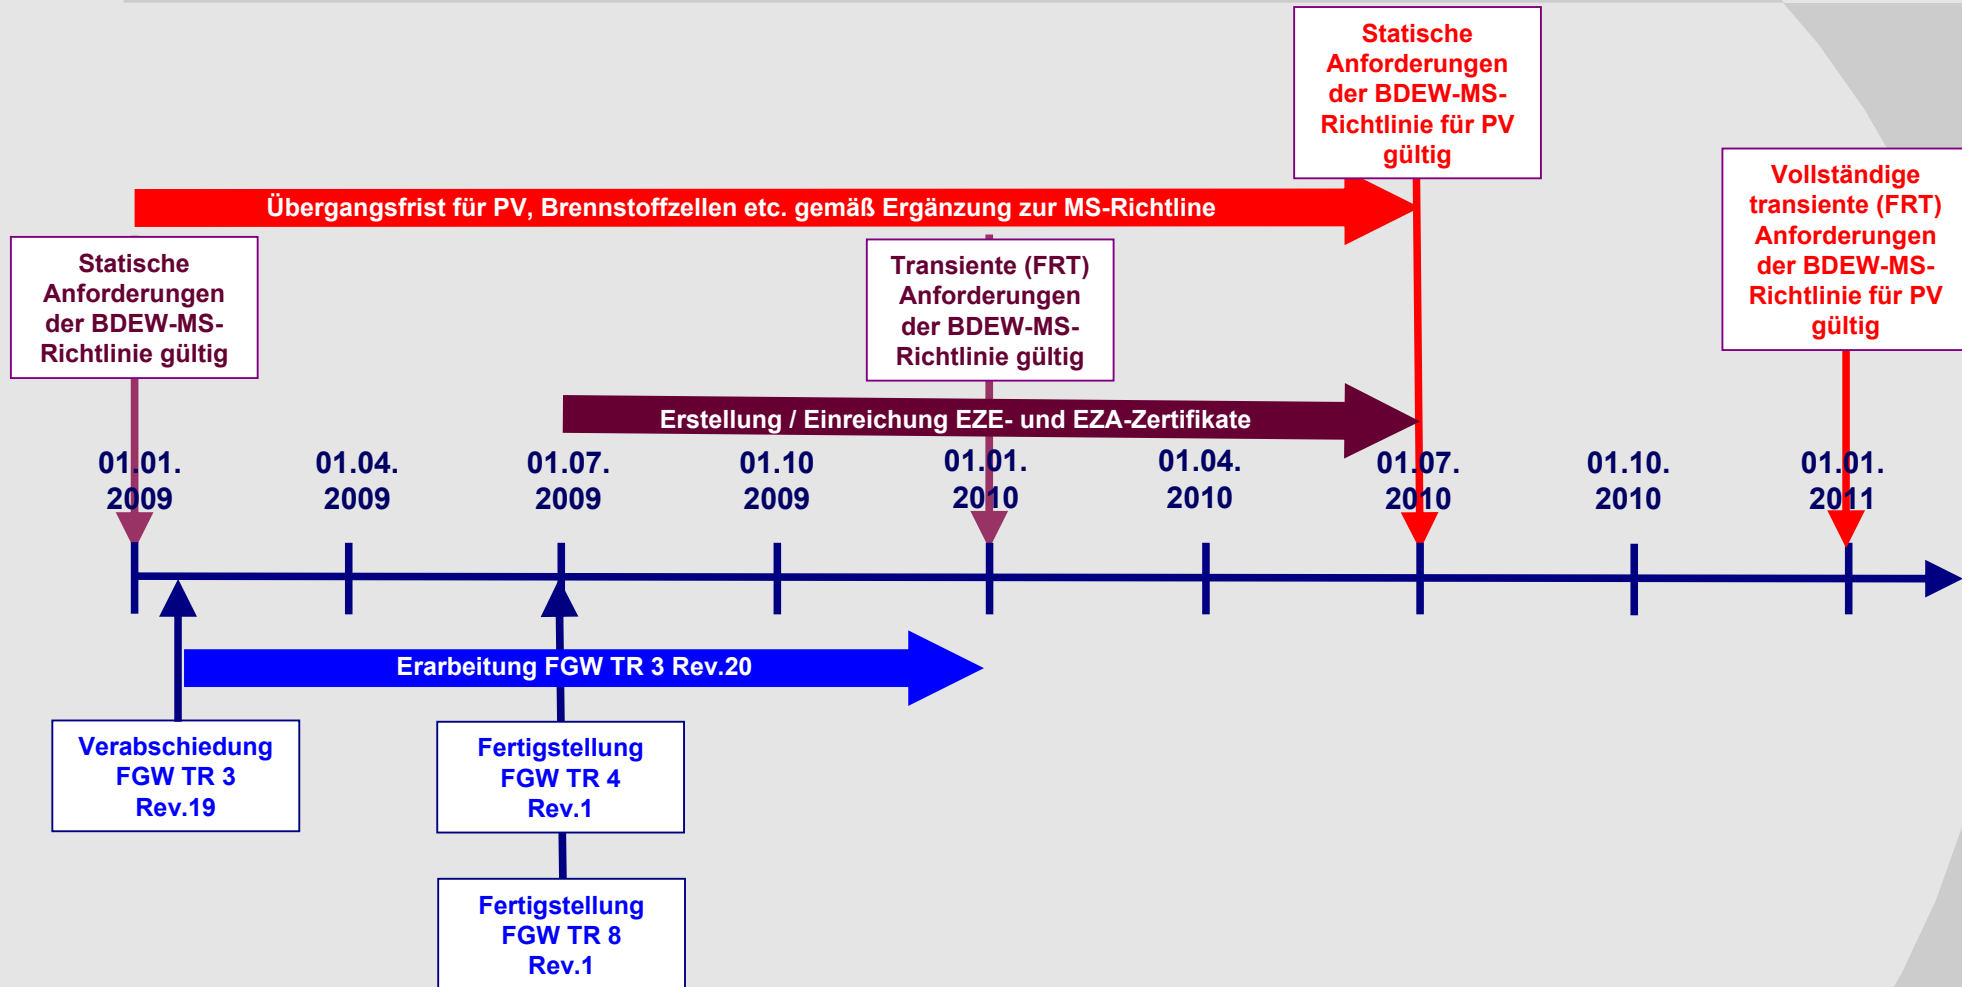 Statische
Anforderungen
der BDEW-MS-
Richtlinie für PV
gültig
Vollständige
transiente (FRT)
Anforderungen
der BDEW-MS-
Richtlinie für PV
gültig
Übergangsfrist für PV, Brennstoffzellen etc. gemäß Ergänzung zur MS-Richtline
Statische
Anforderungen
der BDEW-MS-
Richtlinie gültig
Transiente (FRT)
Anforderungen
der BDEW-MS-
Richtlinie gültig
Erstellung / Einreichung EZE- und EZA-Zertifikate
01.01.
2009
01.04.
2009
01.07.
2009
01.10
2009
01.01.
2010
01.04.
2010
01.07.
2010
01.10.
2010
01.01.
2011
Erarbeitung FGW TR 3 Rev.20
Verabschiedung
FGW TR 3
Rev.19
Fertigstellung
FGW TR 4
Rev.1
Fertigstellung
FGW TR 8
Rev.1